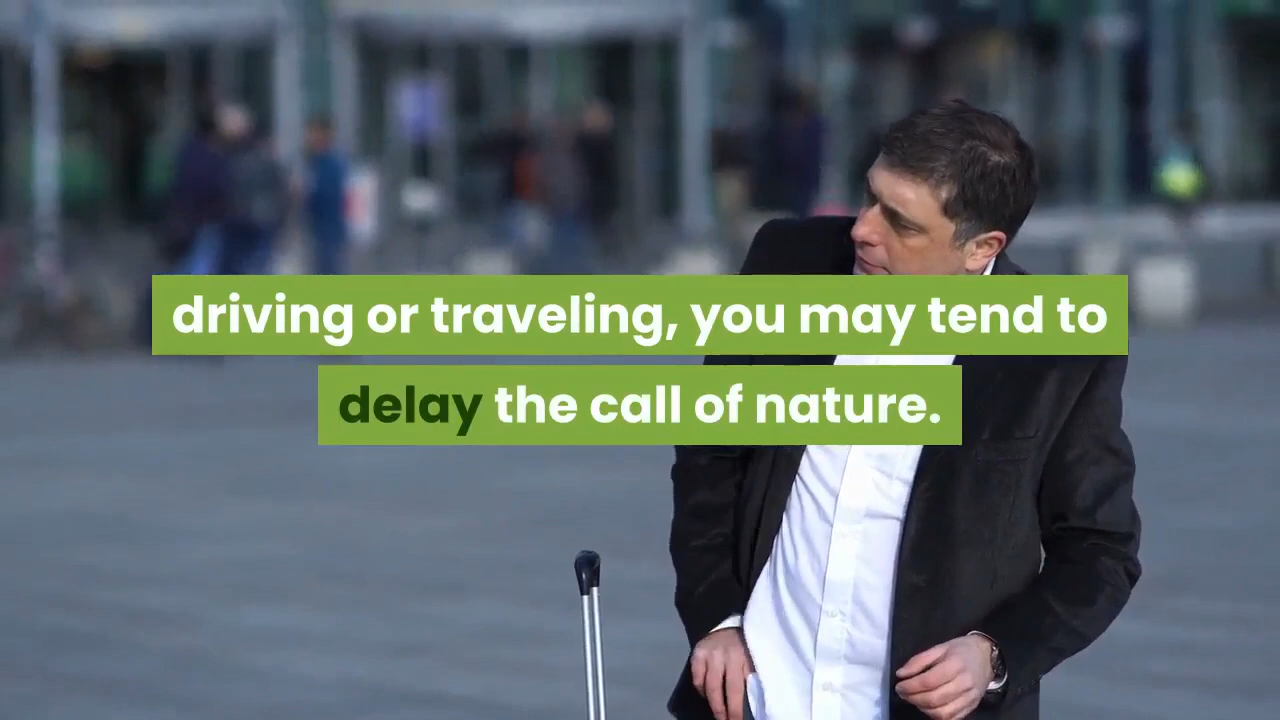 driving or traveling, you may tend to
delay the call of nature.